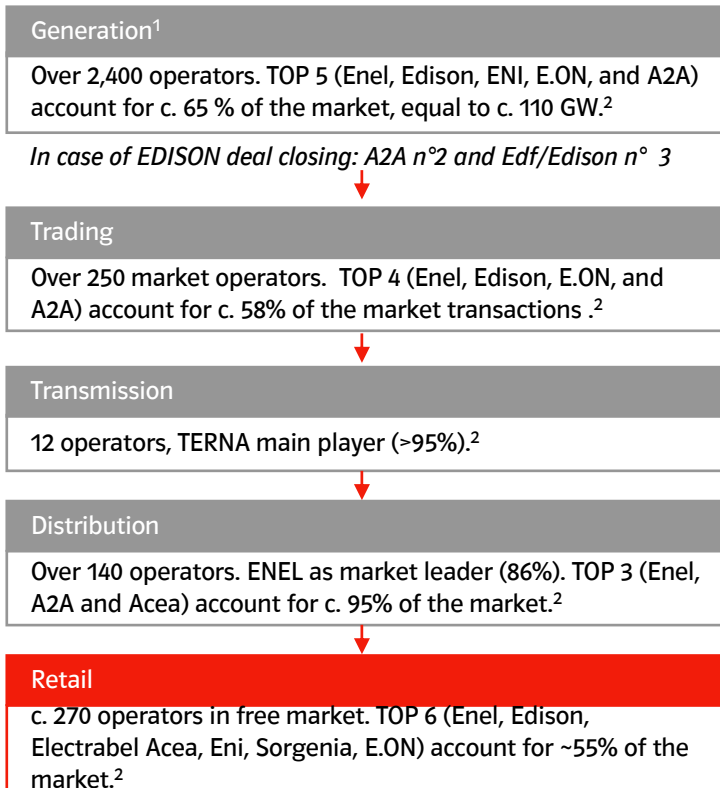 Generation¹
Over 2,400 operators. TOP 5 (Enel, Edison, ENI, E.ON, and A2A)
account for c. 65 % of the market, equal to c. 110 GW.²
In case of EDISON deal closing: A2A n°2 and Edf/Edison n° 3
Trading
Over 250 market operators. TOP 4 (Enel, Edison, E.ON, and
A2A) account for c. 58% of the market transactions .²
Transmission
12 operators, TERNA main player (>95%).²
Distribution
Over 140 operators. ENEL as market leader (86%). TOP 3 (Enel,
A2A and Acea) account for c. 95% of the market.²
Retail
c. 270 operators in free market. TOP 6 (Enel, Edison,
Electrabel Acea, Eni, Sorgenia, E.ON) account for ~55% of the
market.²